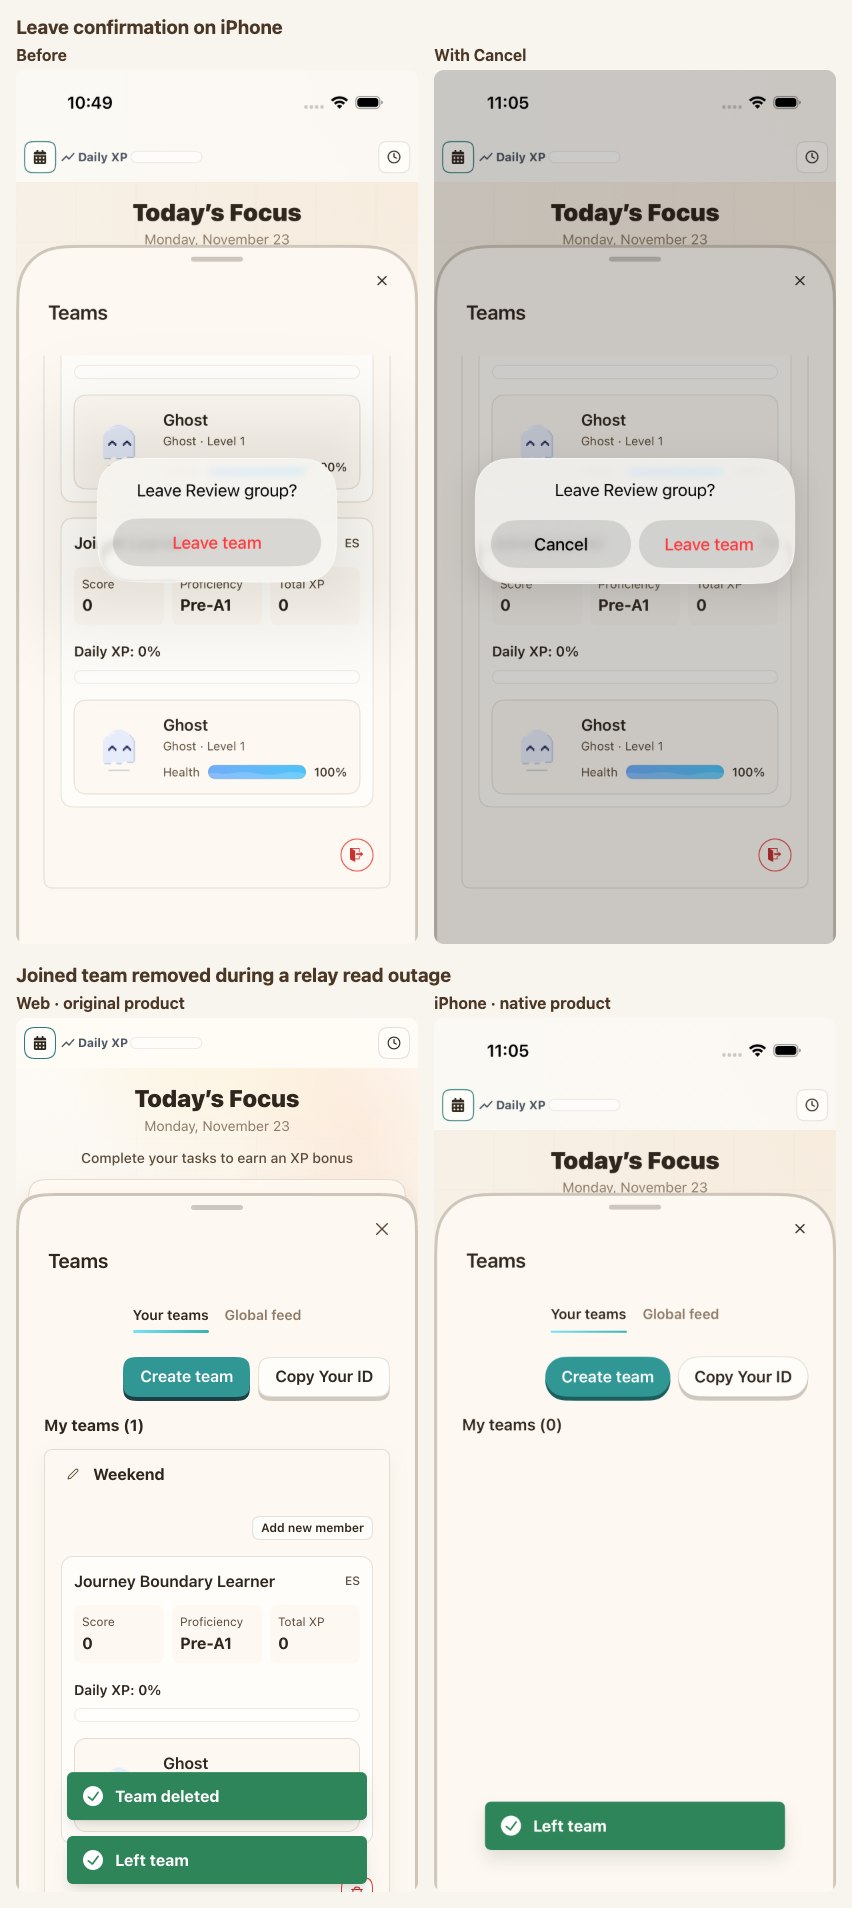 Leave confirmation on iPhone
Before
With Cancel
10:49
Daily XP
Today's Focus
Monday, November 23
Teams
Ghost
Ghost · Level 1
Leave Review group?
Leave team
ES
Score
Proficiency
Total XP
0
Pre-A1
0
Daily XP: 0%
Ghost
Ghost · Level 1
Health
100%
11:05
Daily XP
Today's Focus
Monday, November 23
Teams
Ghost
Ghost · Level 1
Leave Review group?
Cancel
Leave team
Score
Proficiency
Total XP
0
Pre-A1
0
Daily XP: 0%
Ghost
Ghost · Level 1
Health
100%
Joined team removed during a relay read outage
Web · original product
iPhone · native product
Daily XP
Today's Focus
Monday, November 23
Complete your tasks to earn an XP bonus
Teams
Your teams
Global feed
Create team
Copy Your ID
My teams (1)
Weekend
Add new member
Journey Boundary Learner
ES
Score
Proficiency
Total XP
0
Pre-A1
0
Daily XP: 0%
Ghost
Team deleted
Left team
11:05
Daily XP
Today's Focus
Monday, November 23
Teams
Your teams
Global feed
Create team
Copy Your ID
My teams (0)
Left team